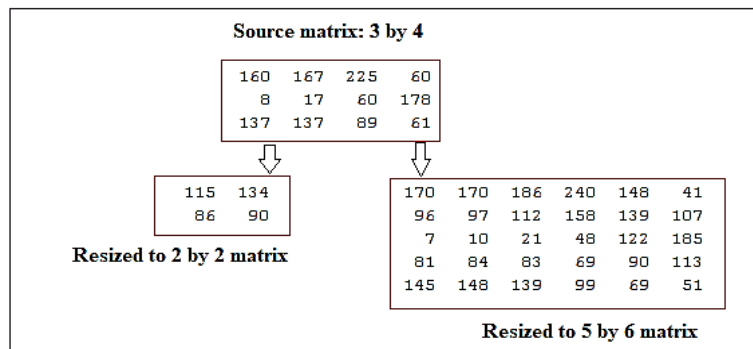 Source matrix: 3 by 4
160 167 225 60
8 17 60 178
137 137 89 61
115 134
86 90
Resized to 2 by 2 matrix
170 170 186 240 148 41
96 97 112 158 139 107
7 10 21 48 122 185
81 84 83 69 90 113
145 148 139 99 69 51
Resized to 5 by 6 matrix